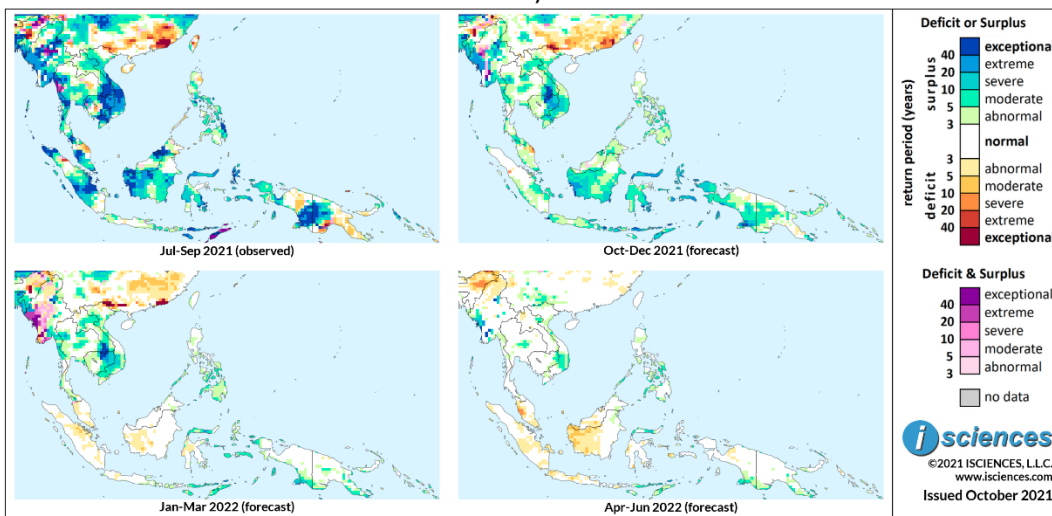 Jul-Sep 2021 (observed)
Oct-Dec 2021 (forecast)
Jan-Mar 2022 (forecast)
Apr-Jun 2022 (forecast)
Deficit or Surplus
return period (years)
surplus
deficit
exceptiona
40
extreme
20
severe
10
moderate
5
abnormal
3
normal
3
abnormal
5
moderate
10
severe
20
extreme
40
exceptiona
Deficit & Surplus
exceptional
40
extreme
20
severe
10
moderate
5
abnormal
3
no data
i sciences
©2021 ISCIENCES, L.L.C.
www.isciences.com
Issued October 2021